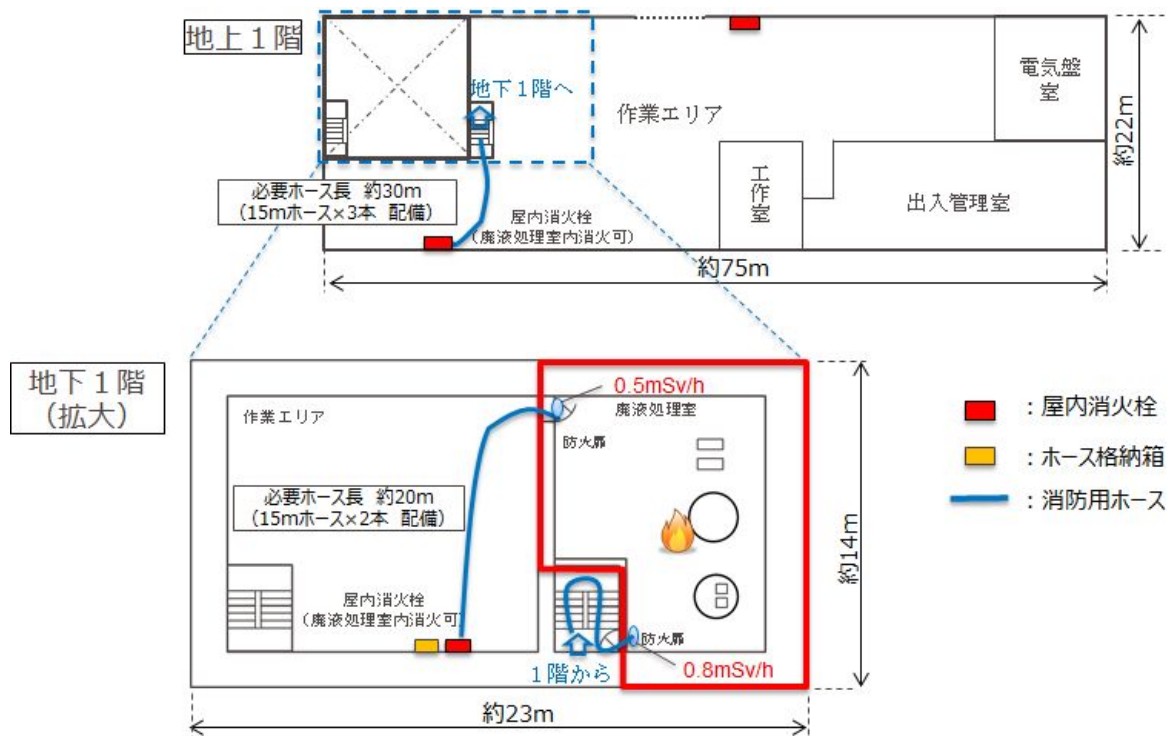 地上１階
地下１階へ
作業エリア
電気盤
室
約22m
必要ホース長 約30m
（15mホース×3本 配備）
屋内消火栓
（廃液処理室内消火可）
工作室
出入管理室
約75m
地下１階
（拡大）
0.5mSv/h
作業エリア
廃液処理室
防火扉
必要ホース長 約20m
（15mホース×2本 配備）
約14m
屋内消火栓
（廃液処理室内消火可）
防火扉
１階から
0.8mSv/h
約23m
：屋内消火栓
：ホース格納箱
：消防用ホース